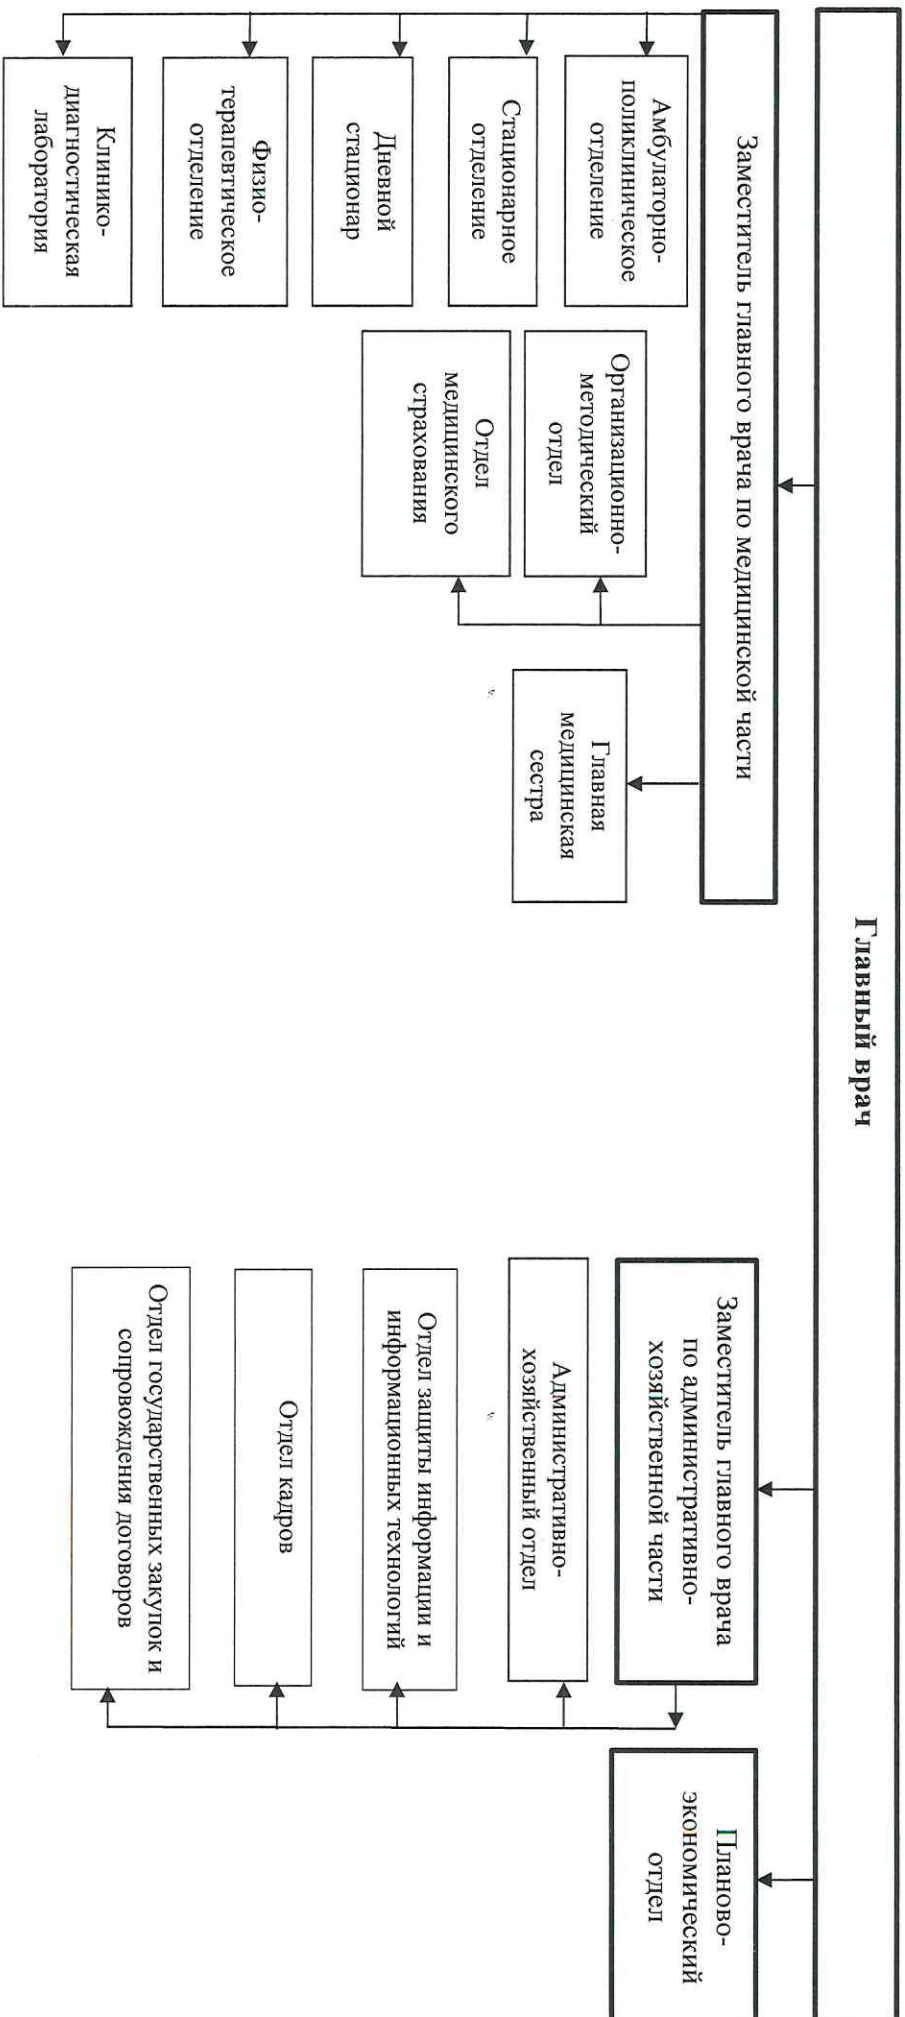 Главный врач
Заместитель главного врача по медицинской части
Амбулаторно-
поликлиническое
отделение
Стационарное
отделение
Дневной
стационар
Физио-
терапевтическое
отделение
Клинико-
диагностическая
лаборатория
Организационно-
методический
отдел
Отдел
медицинского
страхования
Главная
медицинская
сестра
Заместитель главного врача
по административно-
хозяйственной части
Административно-
хозяйственный отдел
Отдел защиты информации и
информационных технологий
Отдел кадров
Отдел государственных закупок и
сопровождения договоров
Планово-
экономический
отдел